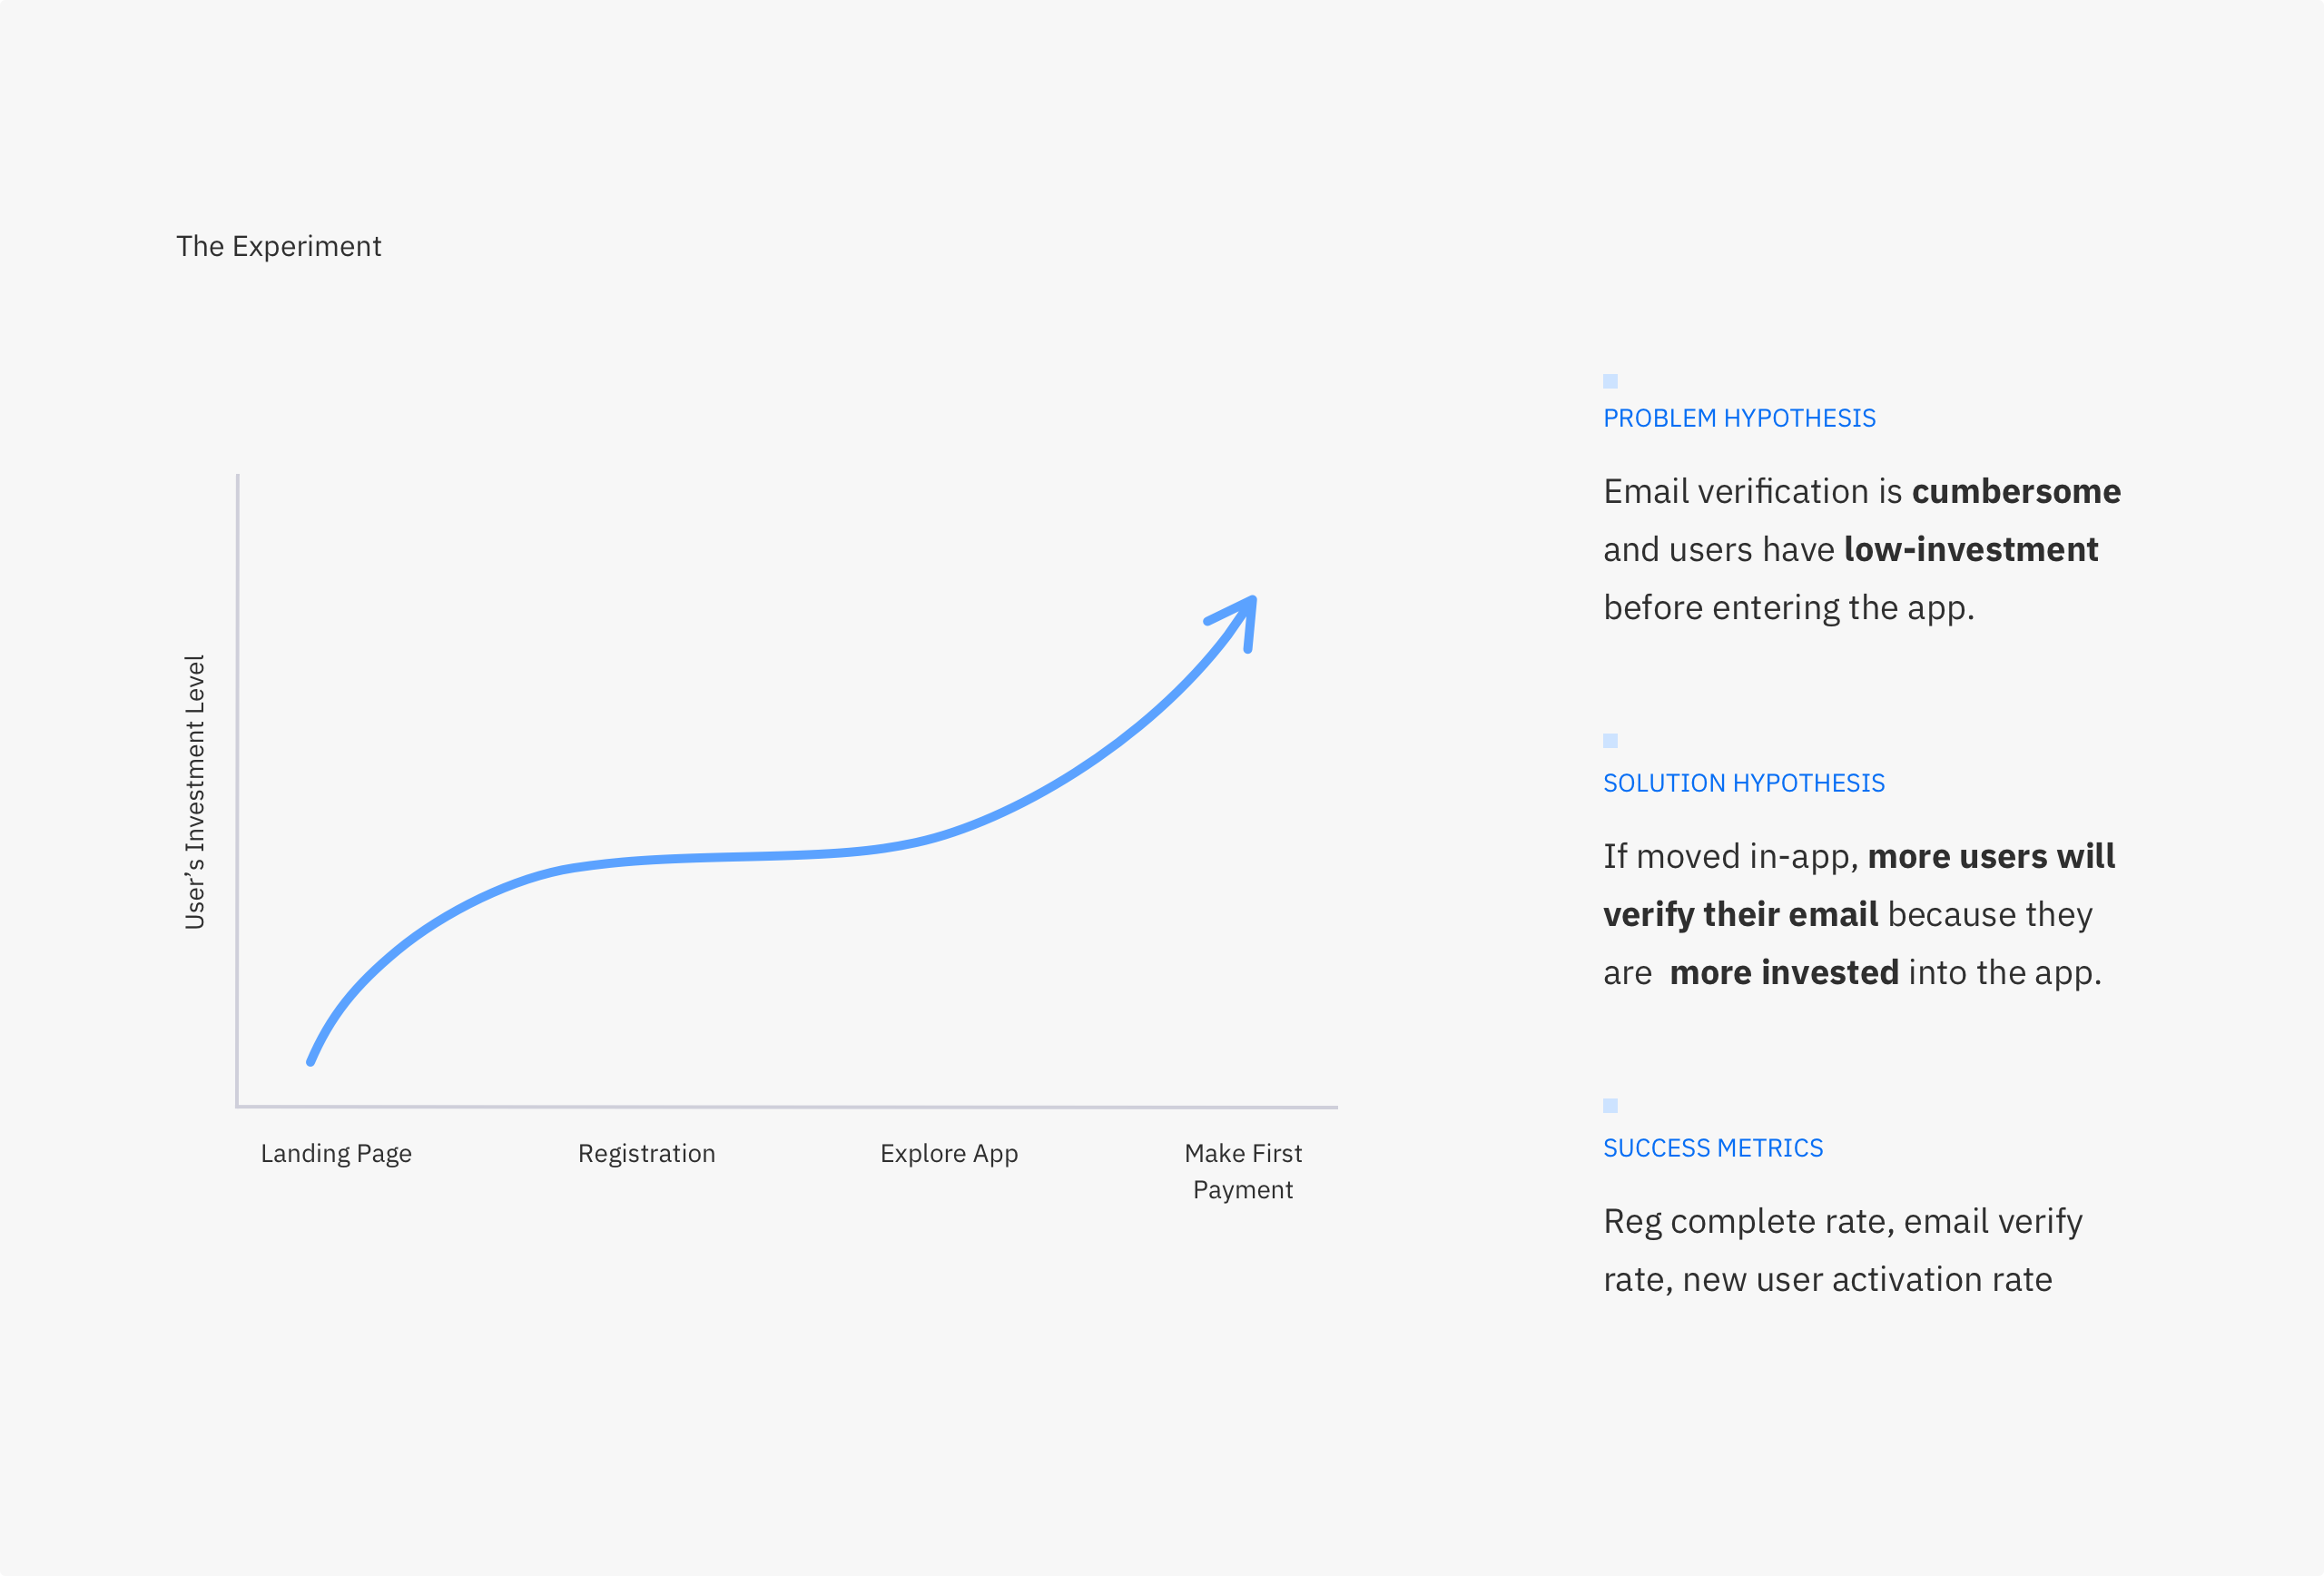 The Experiment
User’s Investment Level
Landing Page
Registration
Explore App
Make First
Payment
PROBLEM HYPOTHESIS
Email verification is cumbersome
and users have low-investment
before entering the app.
SOLUTION HYPOTHESIS
If moved in-app, more users will
verify their email because they
are more invested into the app.
SUCCESS METRICS
Reg complete rate, email verify
rate, new user activation rate